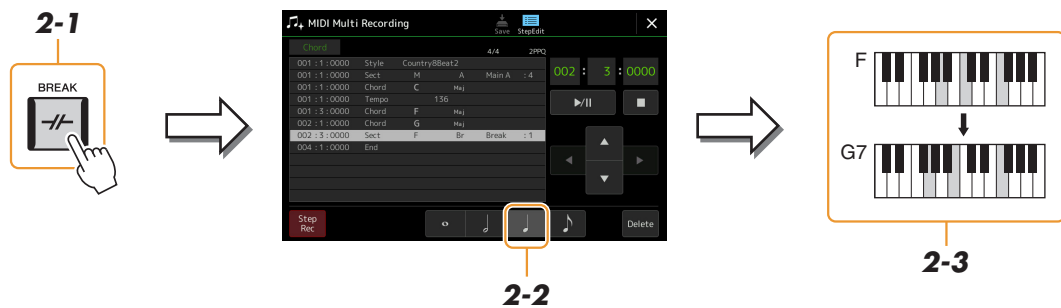 2-1
BREAK
MIDI Multi Recording
Save
StepEdit
Chord
4/4 2PPQ
001 : 1 : 0000 Style Country8Beat2
001 : 1 : 0000 Sect M A Main A : 4
001 : 1 : 0000 Chord C Maj
001 : 1 : 0000 Tempo 136
001 : 3 : 0000 Chord F Maj
002 : 1 : 0000 Chord G Maj
002 : 3 : 0000 Sect F Br Break : 1
004 : 1 : 0000 End
002 : 3 : 0000
Step
Rec
Delete
2-2
F
G7
2-3